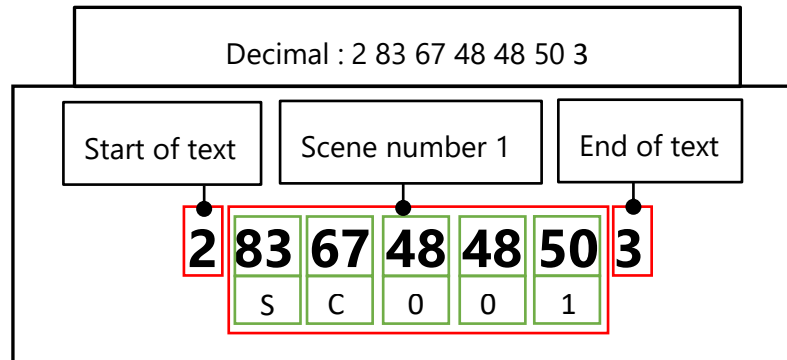 Decimal : 2 83 67 48 48 50 3
Start of text
Scene number 1
End of text
2 83 67 48 48 50 3
S C 0 0 1